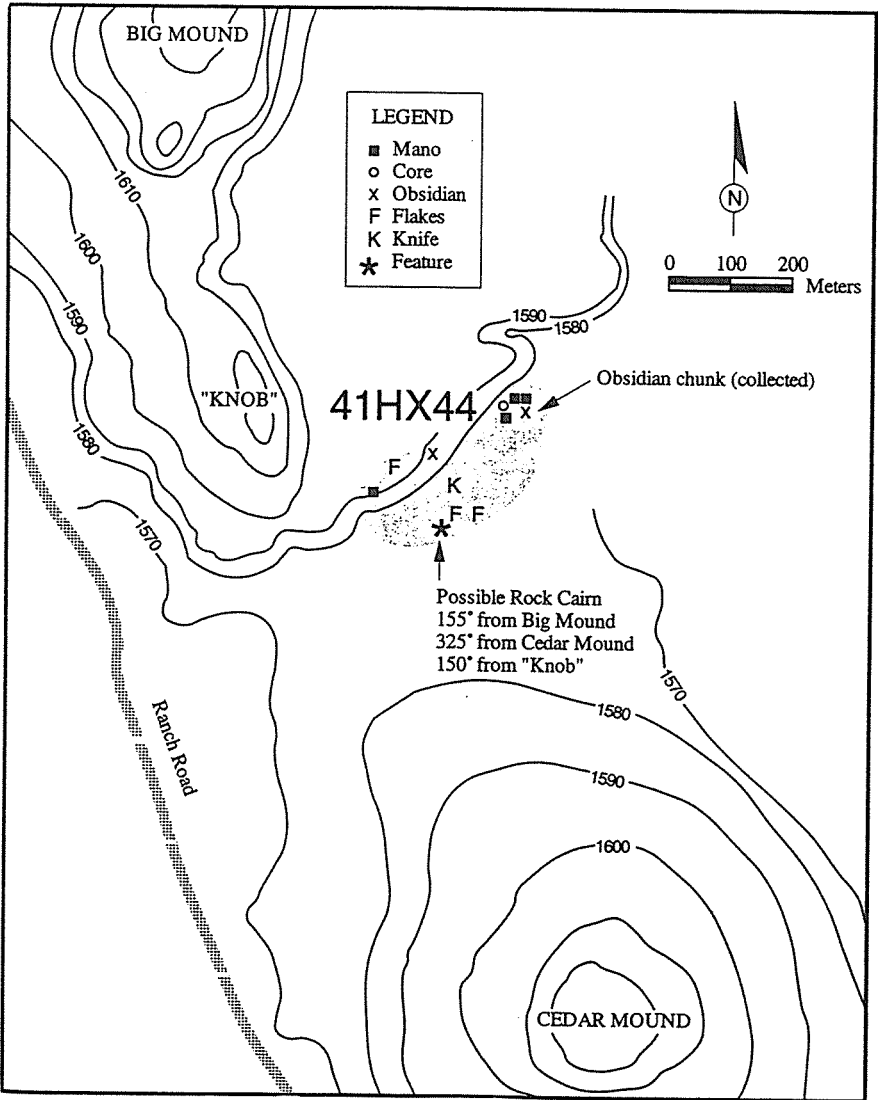 BIG MOUND
LEGEND
Mano
Core
x Obsidian
F Flakes
K Knife
Feature
N
0 100 200
Meters
1610
1600
1590
1580
1570
"KNOB"
1590
1580
41HX44
Obsidian chunk (collected)
x
F
x
K
F F
Possible Rock Cairn
155° from Big Mound
325° from Cedar Mound
150° from "Knob"
Ranch Road
1570
1580
1590
1600
CEDAR MOUND